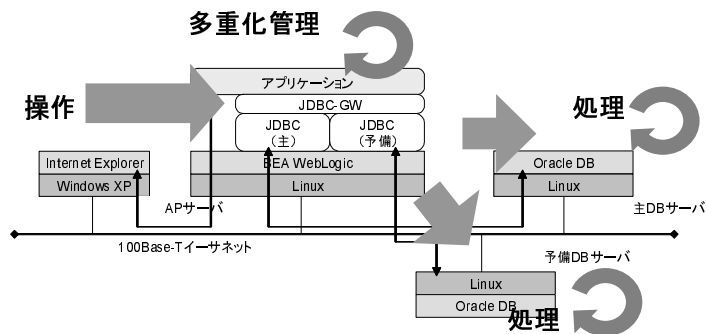 多重化管理
操作
アプリケーション
JDBC-GW
JDBC
(主)
JDBC
(予備)
処理
Internet Explorer
BEA WebLogic
Oracle DB
Windows XP
Linux
Linux
APサーバ
主DBサーバ
100Base-Tイーサネット
予備DBサーバ
Linux
Oracle DB
処理